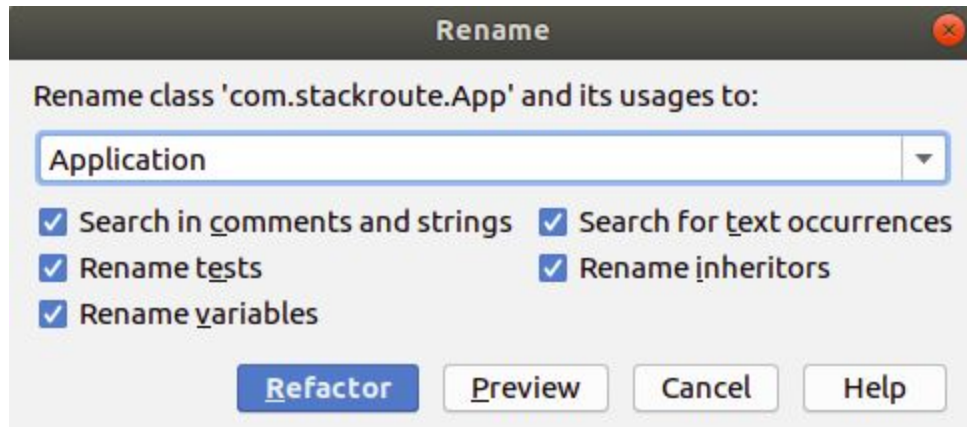 Rename
Rename class 'com.stackroute.App' and its usages to:
Application
Search in comments and strings
Search for text occurrences
Rename tests
Rename inheritors
Rename variables
Refactor Preview Cancel Help